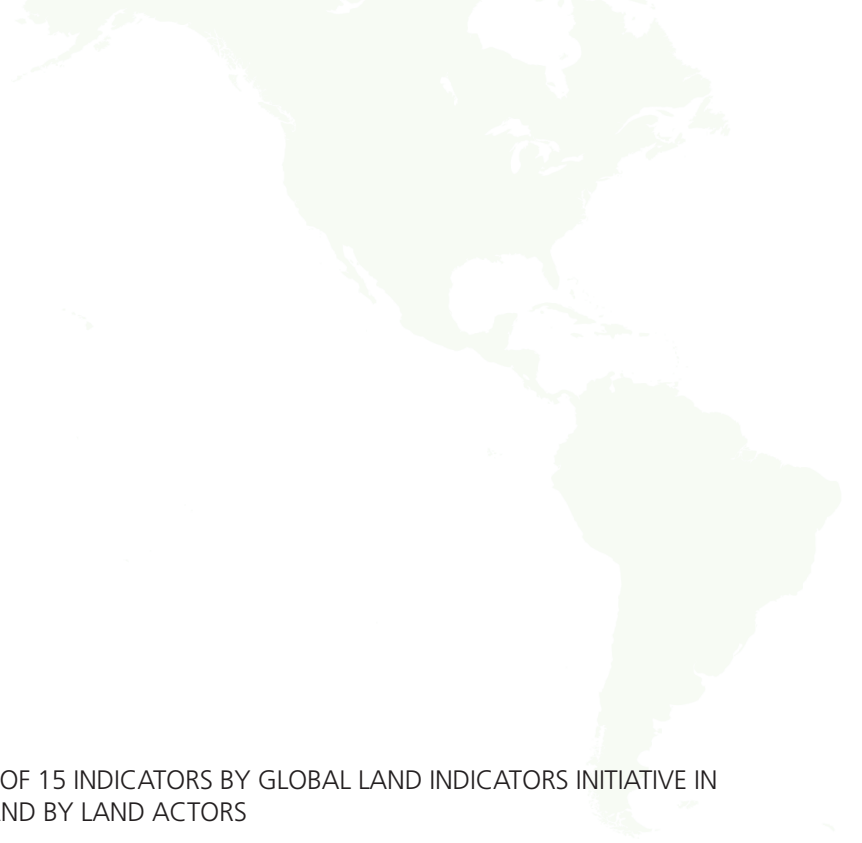 OF 15 INDICATORS BY GLOBAL LAND INDICATORS INITIATIVE IN
ND BY LAND ACTORS